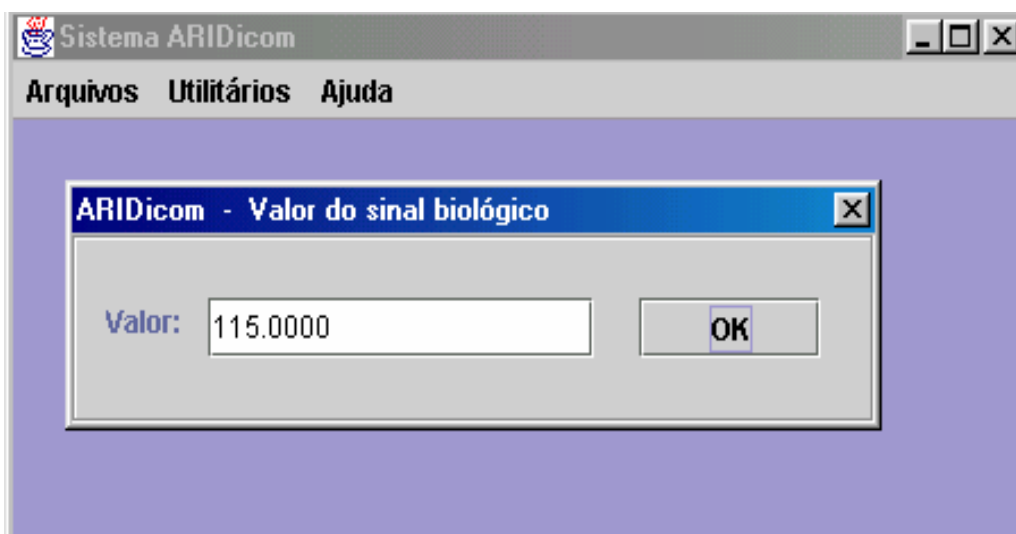 Sistema ARIDicom
Arquivos Utilitários Ajuda
ARIDicom - Valor do sinal biológico
Valor: 115.0000 OK